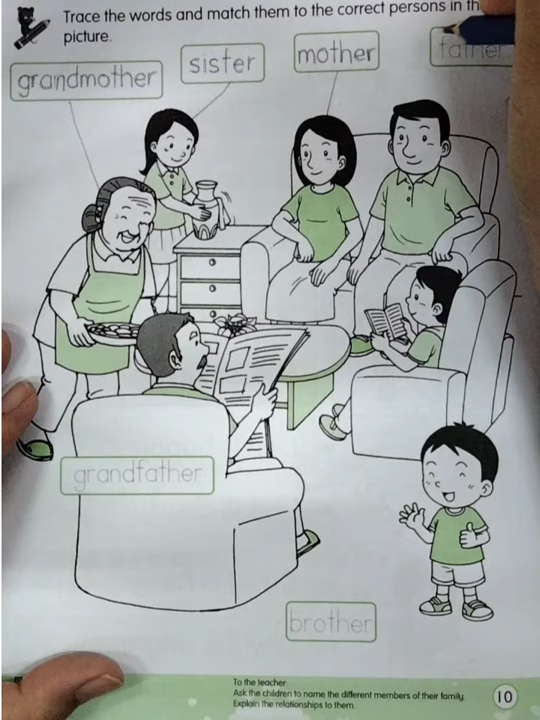 Trace the words and match them to the correct persons in
picture.
grandmother
sister
mother
father
grandfather
brother
To the teacher:
Ask the children to name the different members of their family.
Explain the relationships to them.
10